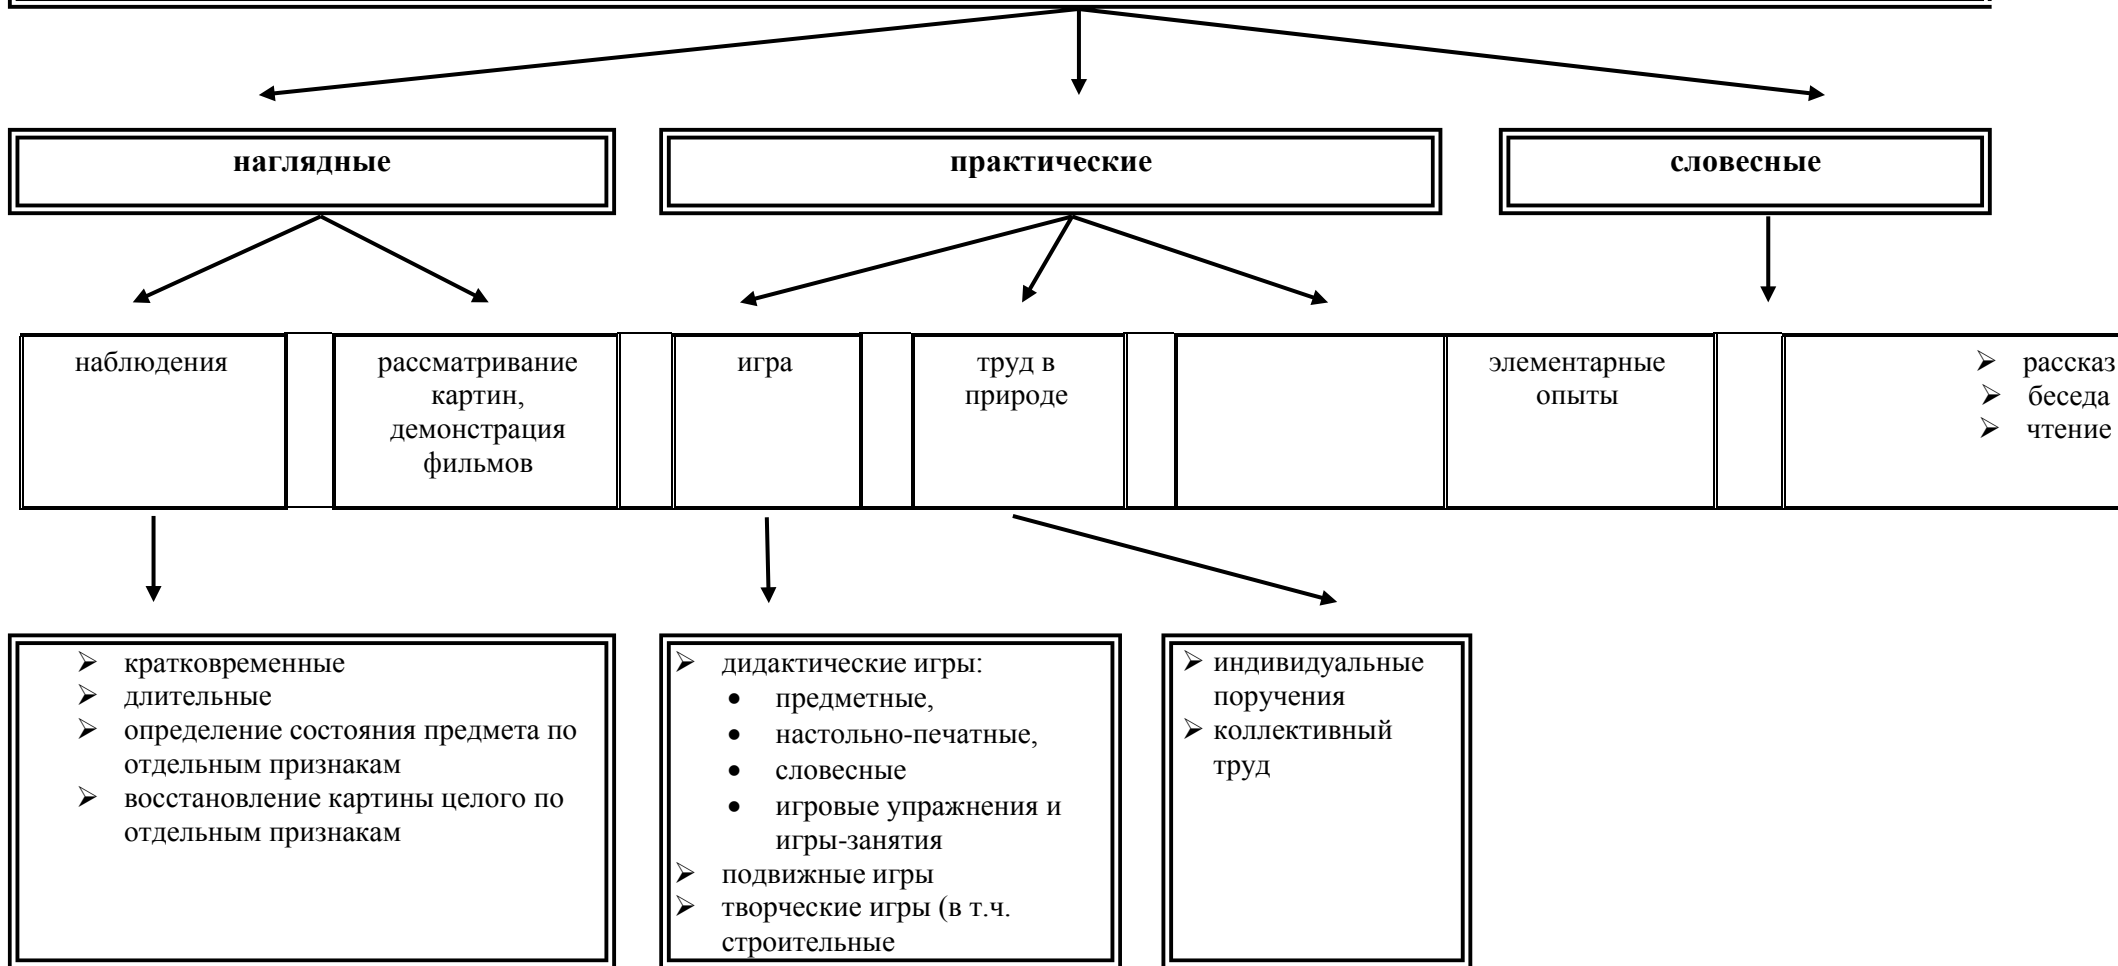 наглядные
практические
словесные
наблюдения
рассматривание
картин,
демонстрация
фильмов
игра
труд в
природе
элементарные
опыты
➢ рассказ
➢ беседа
➢ чтение
➢ кратковременные
➢ длительные
➢ определение состояния предмета по
отдельным признакам
➢ восстановление картины целого по
отдельным признакам
➢ дидактические игры:
• предметные,
• настольно-печатные,
• словесные
• игровые упражнения и
игры-занятия
➢ подвижные игры
➢ творческие игры (в т.ч.
строительные
➢ индивидуальные
поручения
➢ коллективный
труд